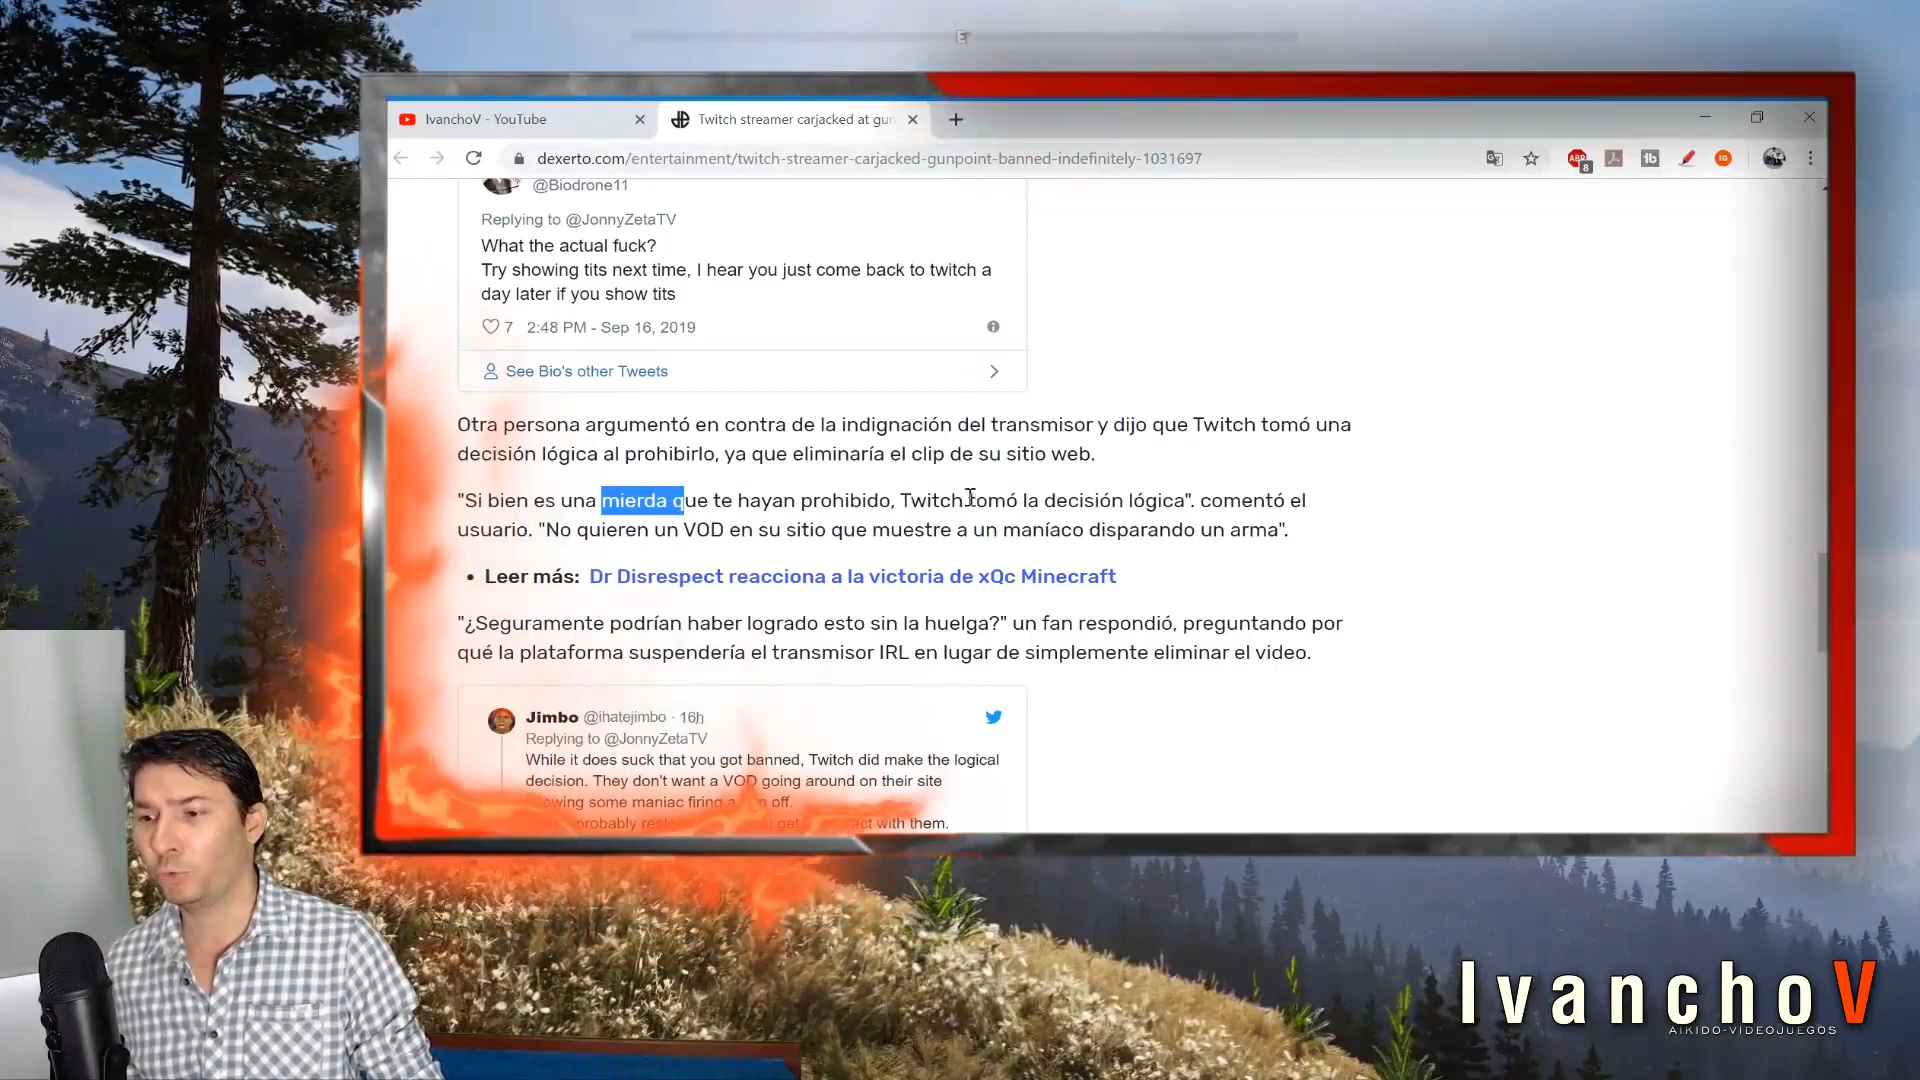 IvanchoV - YouTube
Twitch streamer carjacked at gun
dexerto.com/entertainment/twitch-streamer-carjacked-gunpoint-banned-indefinitely-1031697
ABP
8
@Biodrone11
Replying to @JonnyZetaTV
What the actual fuck?
Try showing tits next time, I hear you just come back to twitch a
day later if you show tits
7 2:48 PM - Sep 16, 2019
See Bio's other Tweets
Otra persona argumentó en contra de la indignación del transmisor y dijo que Twitch tomó una
decisión lógica al prohibirlo, ya que eliminaría el clip de su sitio web.
"Si bien es una mierda que te hayan prohibido, Twitch tomó la decisión lógica". comentó el
usuario. "No quieren un VOD en su sitio que muestre a un maníaco disparando un arma".
• Leer más: Dr Disrespect reacciona a la victoria de xQc Minecraft
"¿Seguramente podrían haber logrado esto sin la huelga?" un fan respondió, preguntando por
qué la plataforma suspendería el transmisor IRL en lugar de simplemente eliminar el video.
Jimbo @ihatejimbo · 16h
Replying to @JonnyZetaTV
While it does suck that you got banned, Twitch did make the logical
decision. They don't want a VOD going around on their site
some maniac firing a off.
probably act with them.
IvanchoV
AIKIDO-VIDEOJUEGOS